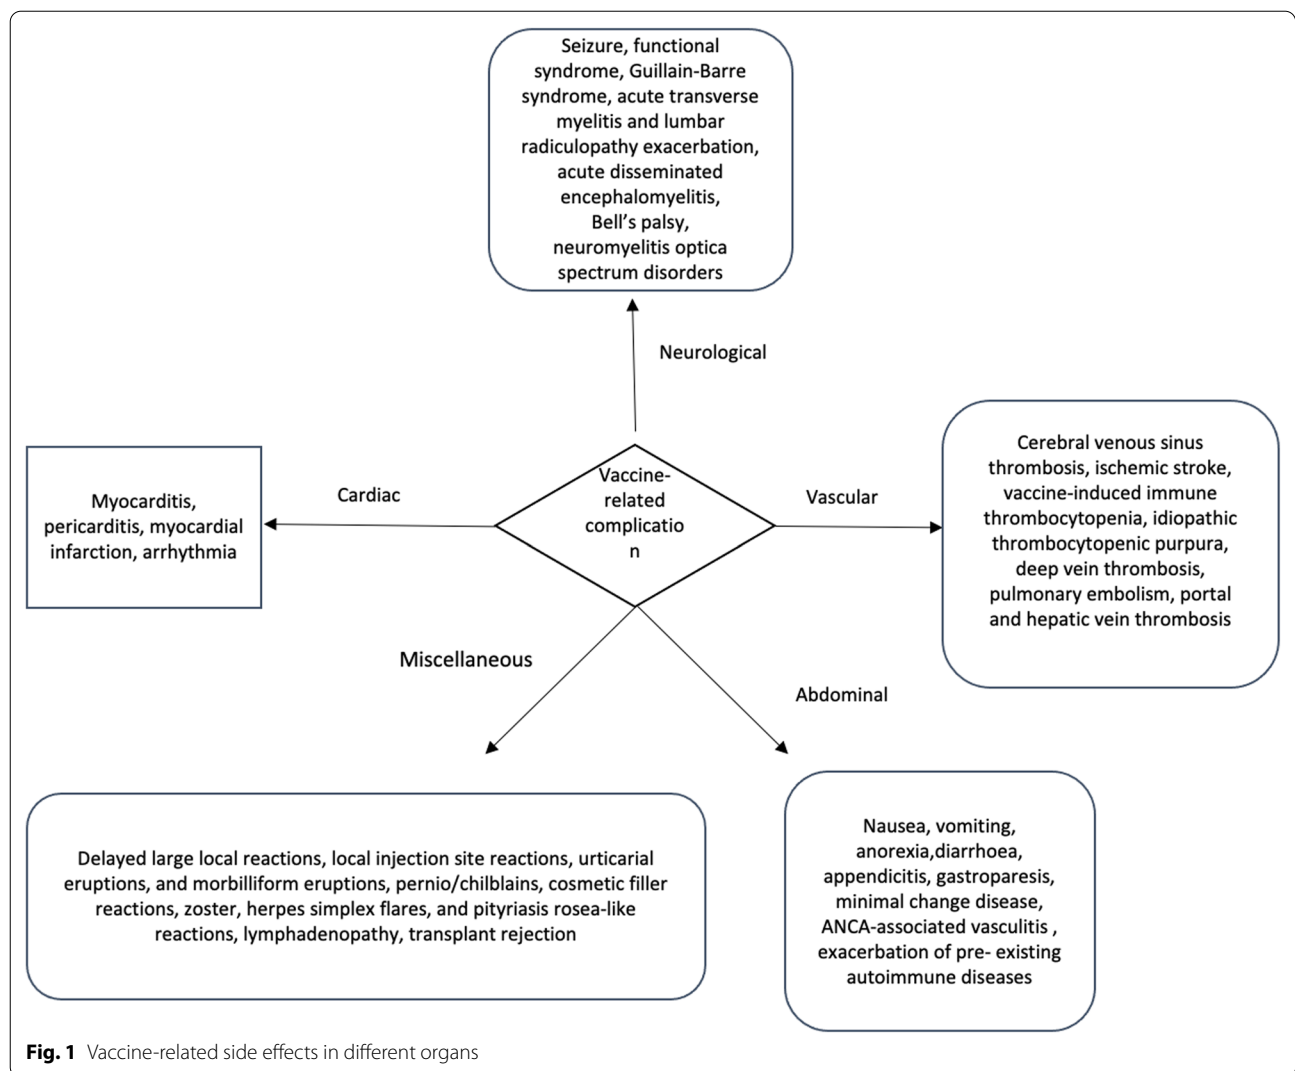 Seizure, functional
syndrome, Guillain-Barre
syndrome, acute transverse
myelitis and lumbar
radiculopathy exacerbation,
acute disseminated
encephalomyelitis,
Bell’s palsy,
neuromyelitis optica
spectrum disorders
Neurological
Cardiac
Myocarditis,
pericarditis, myocardial
infarction, arrhythmia
Vaccine-
related
complicatio
n
Vascular
Cerebral venous sinus
thrombosis, ischemic stroke,
vaccine-induced immune
thrombocytopenia, idiopathic
thrombocytopenic purpura,
deep vein thrombosis,
pulmonary embolism, portal
and hepatic vein thrombosis
Miscellaneous
Abdominal
Delayed large local reactions, local injection site reactions, urticarial
eruptions, and morbilliform eruptions, pernio/chilblains, cosmetic filler
reactions, zoster, herpes simplex flares, and pityriasis rosea-like
reactions, lymphadenopathy, transplant rejection
Nausea, vomiting,
anorexia,diarrhoea,
appendicitis, gastroparesis,
minimal change disease,
ANCA-associated vasculitis ,
exacerbation of pre- existing
autoimmune diseases
Fig. 1 Vaccine-related side effects in different organs